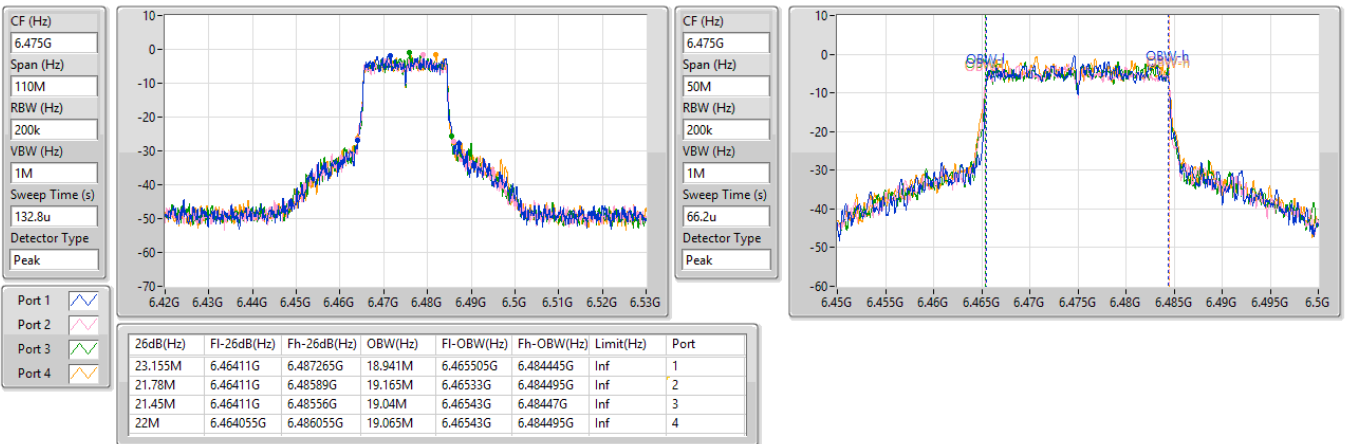 CF (Hz)
6.475G
Span (Hz)
110M
RBW (Hz)
200k
VBW (Hz)
1M
Sweep Time (s)
132.8u
Detector Type
Peak
10
0
-10
-20
-30
-40
-50
-60
-70
6.42G 6.43G 6.44G 6.45G 6.46G 6.47G 6.48G 6.49G 6.5G 6.51G 6.52G 6.53G
CF (Hz)
6.475G
Span (Hz)
50M
RBW (Hz)
200k
VBW (Hz)
1M
Sweep Time (s)
66.2u
Detector Type
Peak
10
0
-10
-20
-30
-40
-50
-60
OBW-l OBW-h
6.45G 6.455G 6.46G 6.465G 6.47G 6.475G 6.48G 6.485G 6.49G 6.495G 6.5G
Port 1
Port 2
Port 3
Port 4
26dB(Hz) Fl-26dB(Hz) Fh-26dB(Hz) OBW(Hz) Fl-OBW(Hz) Fh-OBW(Hz) Limit(Hz) Port
23.155M 6.46411G 6.487265G 18.941M 6.465505G 6.484445G Inf 1
21.78M 6.46411G 6.48589G 19.165M 6.46533G 6.484495G Inf 2
21.45M 6.46411G 6.48556G 19.04M 6.46543G 6.48447G Inf 3
22M 6.464055G 6.486055G 19.065M 6.46543G 6.484495G Inf 4